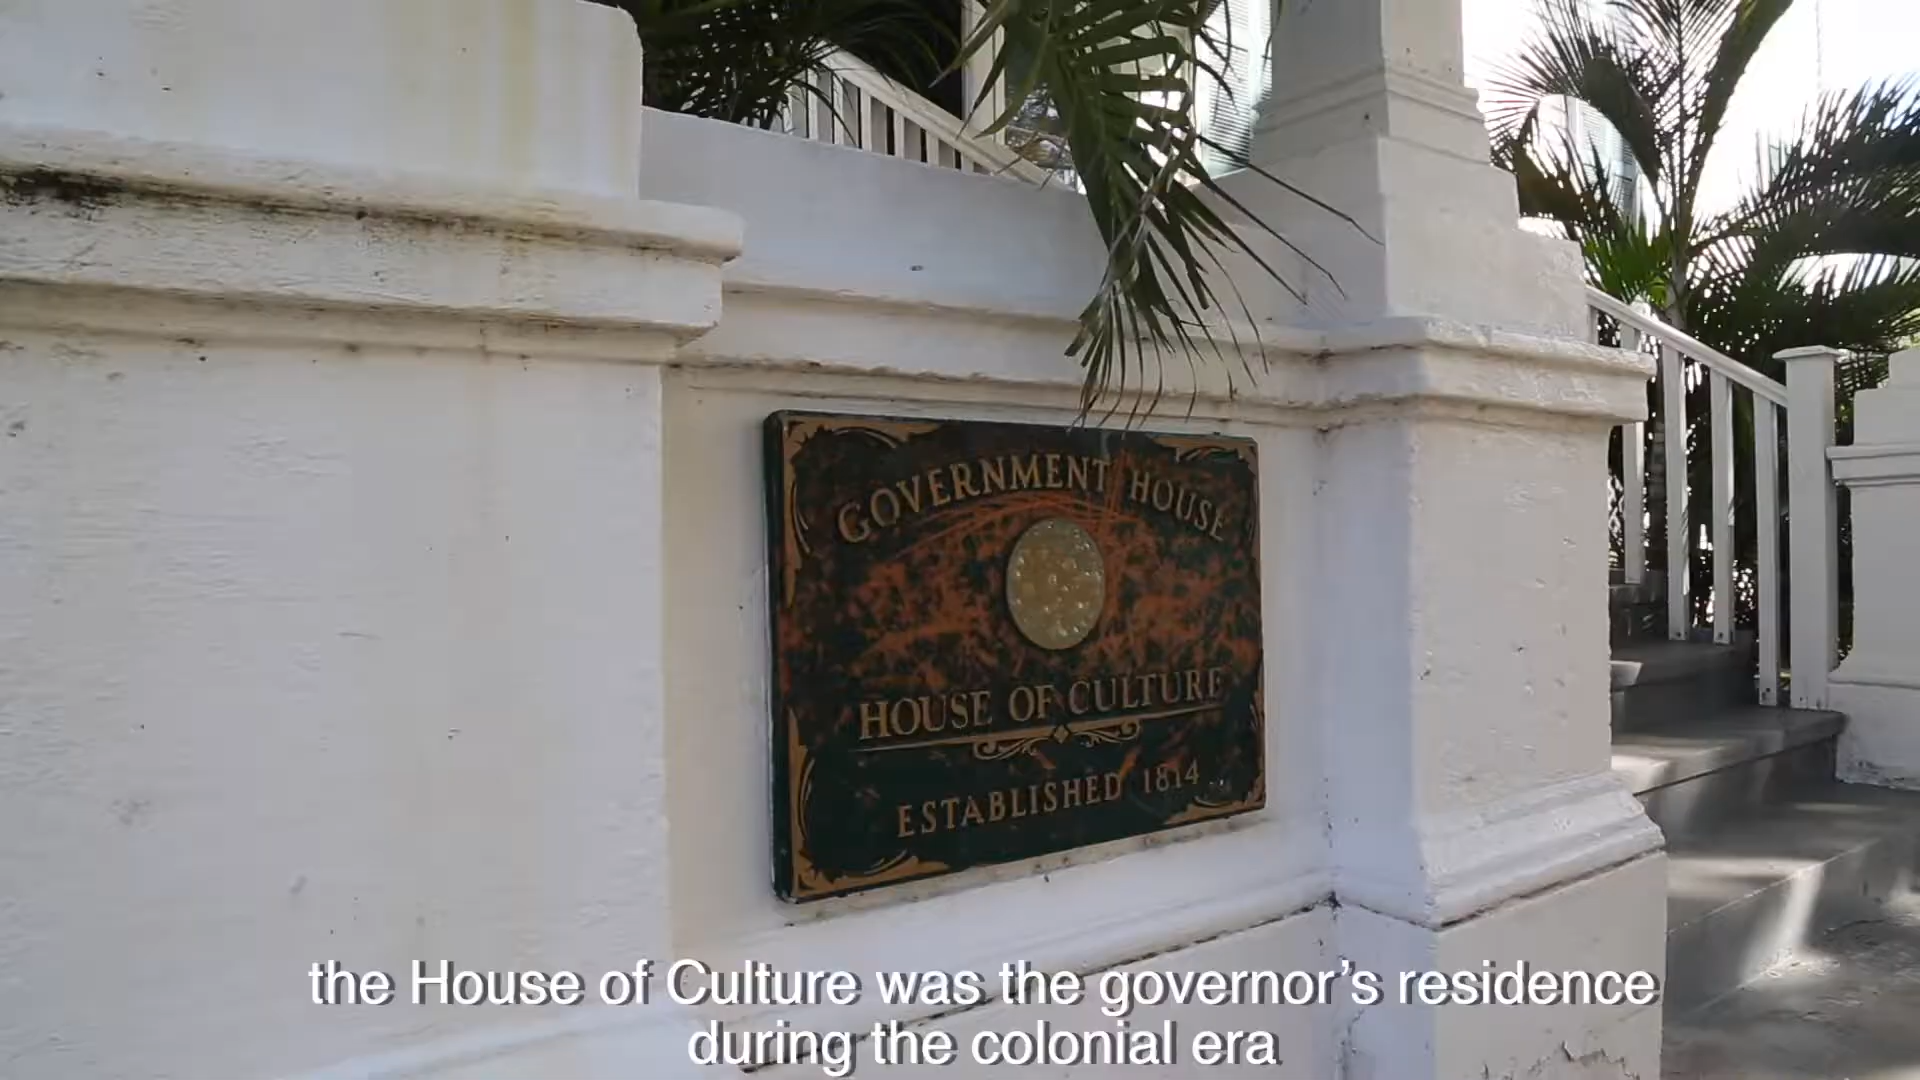 GOVERNMENT HOUSE
HOUSE OF CULTURE
ESTABLISHED 1814
the House of Culture was the governor’s residence
during the colonial era